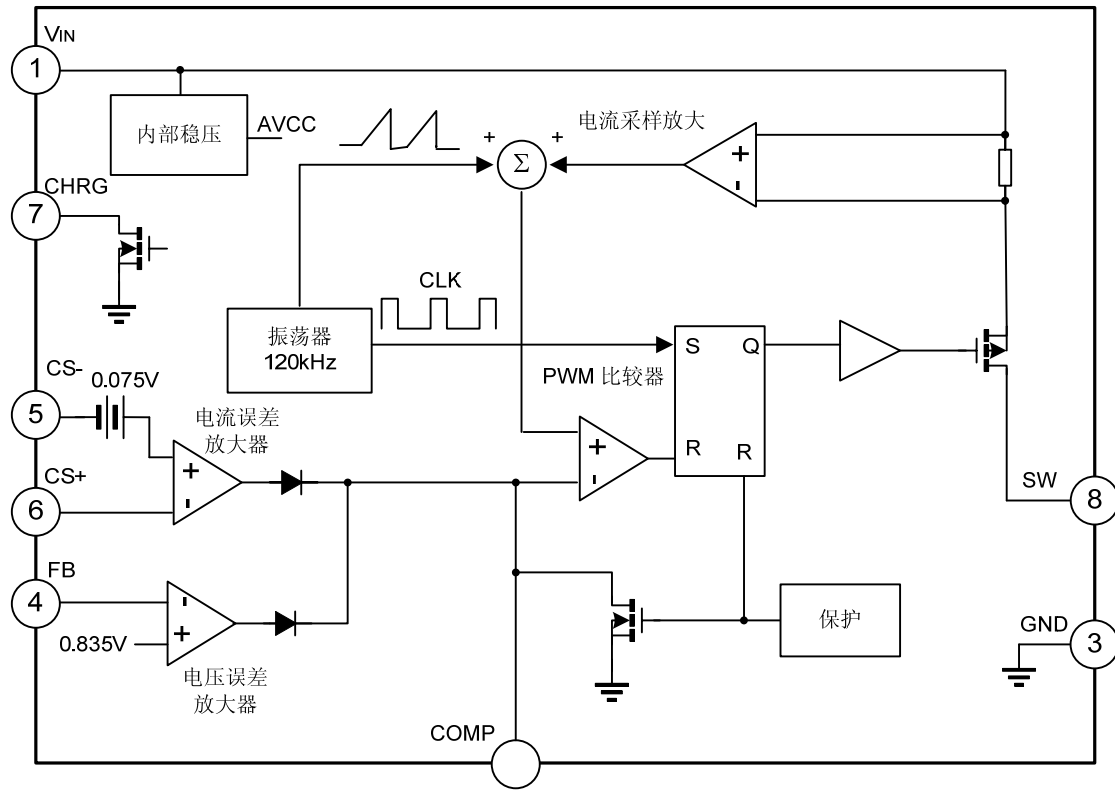 VIN
1
内部稳压
AVCC
+
+
电流采样放大
Σ
+
-
CHRG
7
CLK
振荡器
120kHz
S
Q
PWM 比较器
R
R
CS-
0.075V
5
电流误差
放大器
+
-
+
-
CS+
6
SW
8
FB
4
-
+
0.835V
电压误差
放大器
保护
GND
3
COMP